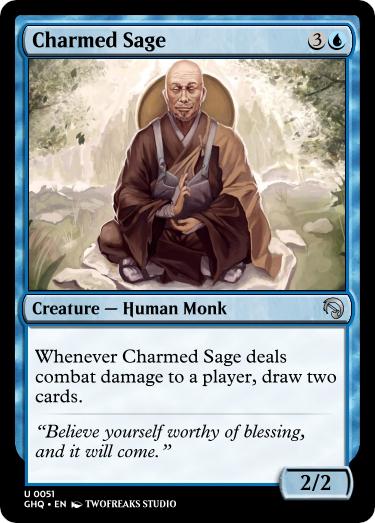 Charmed Sage 3
Creature — Human Monk
Whenever Charmed Sage deals
combat damage to a player, draw two
cards.
“Believe yourself worthy of blessing,
and it will come.”
2/2
U 0051
GHQ • EN TWOFREAKS STUDIO